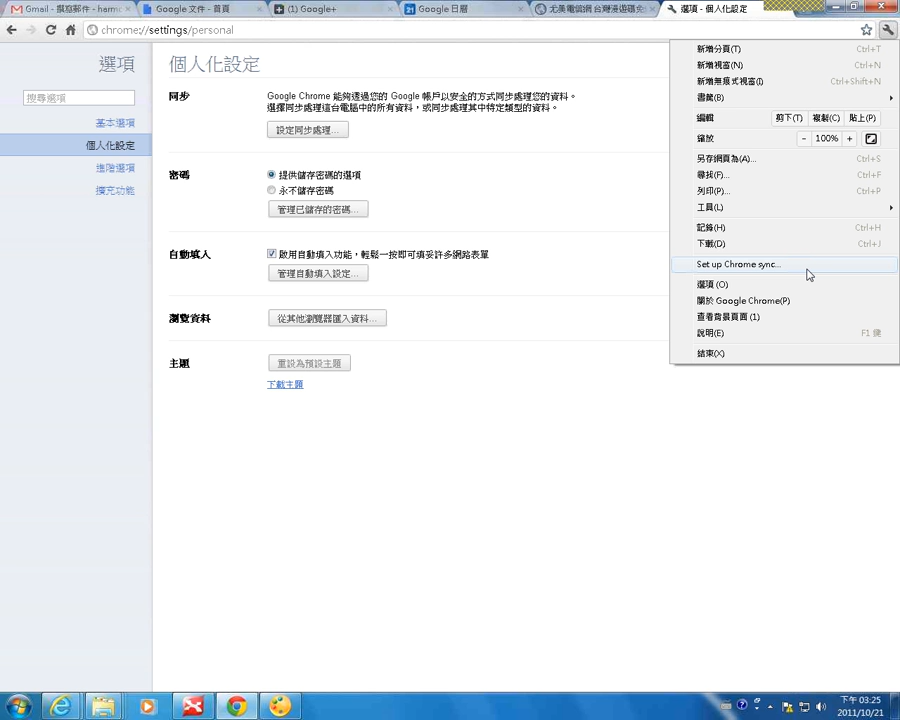 Gmail - 撰寫郵件 - harmo
Google 文件 - 首頁
(1) Google+
21 Google 日曆
尤美電信網 台灣漫遊碼免
選項 - 個人化設定
chrome://settings/personal
選項
搜尋選項
基本選項
個人化設定
進階選項
擴充功能
個人化設定
同步
Google Chrome 能夠透過您的 Google 帳戶以安全的方式同步處理您的資料。
選擇同步處理這台電腦中的所有資料，或同步處理其中特定類型的資料。
設定同步處理...
密碼
提供儲存密碼的選項
永不儲存密碼
管理已儲存的密碼...
自動填入
啟用自動填入功能，輕鬆一按即可填妥許多網路表單
管理自動填入設定...
瀏覽資料
從其他瀏覽器匯入資料...
主題
重設為預設主題
下載主題
新增分頁(T) Ctrl+T
新增視窗(N) Ctrl+N
新增無痕式視窗(I) Ctrl+Shift+N
書籤(B)
編輯 剪下(T) 複製(C) 貼上(P)
縮放 - 100% +
另存網頁為(A)... Ctrl+S
尋找(F)... Ctrl+F
列印(P)... Ctrl+P
工具(L)
記錄(H) Ctrl+H
下載(D) Ctrl+J
Set up Chrome sync...
選項 (O)
關於 Google Chrome(P)
查看背景頁面 (1)
說明(E) F1 鍵
結束(X)
下午 03:25
2011/10/21